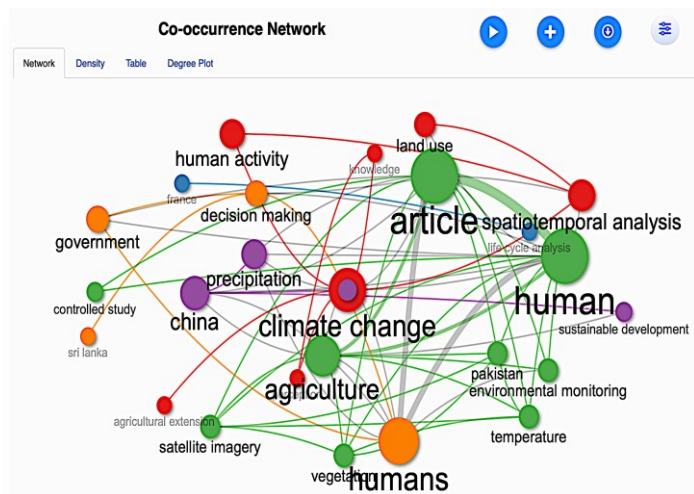 Co-occurrence Network
Network Density Table Degree Plot
land use
human activity
knowledge
france
decision making
article
spatiotemporal analysis
government
life cycle analysis
precipitation
human
controlled study
china
climate change
sustainable development
sri lanka
pakistan
agriculture
environmental monitoring
agricultural extension
temperature
satellite imagery
vegetation
humans